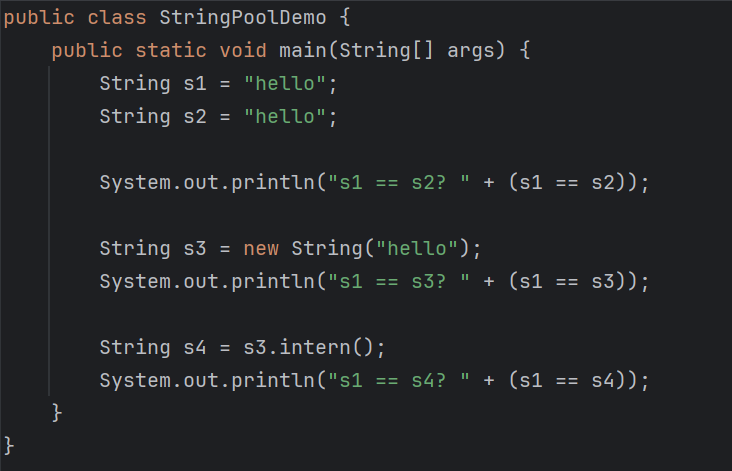 public class StringPoolDemo {
    public static void main(String[] args) {
        String s1 = "hello";
        String s2 = "hello";
        System.out.println("s1 == s2? " + (s1 == s2));
        String s3 = new String("hello");
        System.out.println("s1 == s3? " + (s1 == s3));
        String s4 = s3.intern();
        System.out.println("s1 == s4? " + (s1 == s4));
    }
}